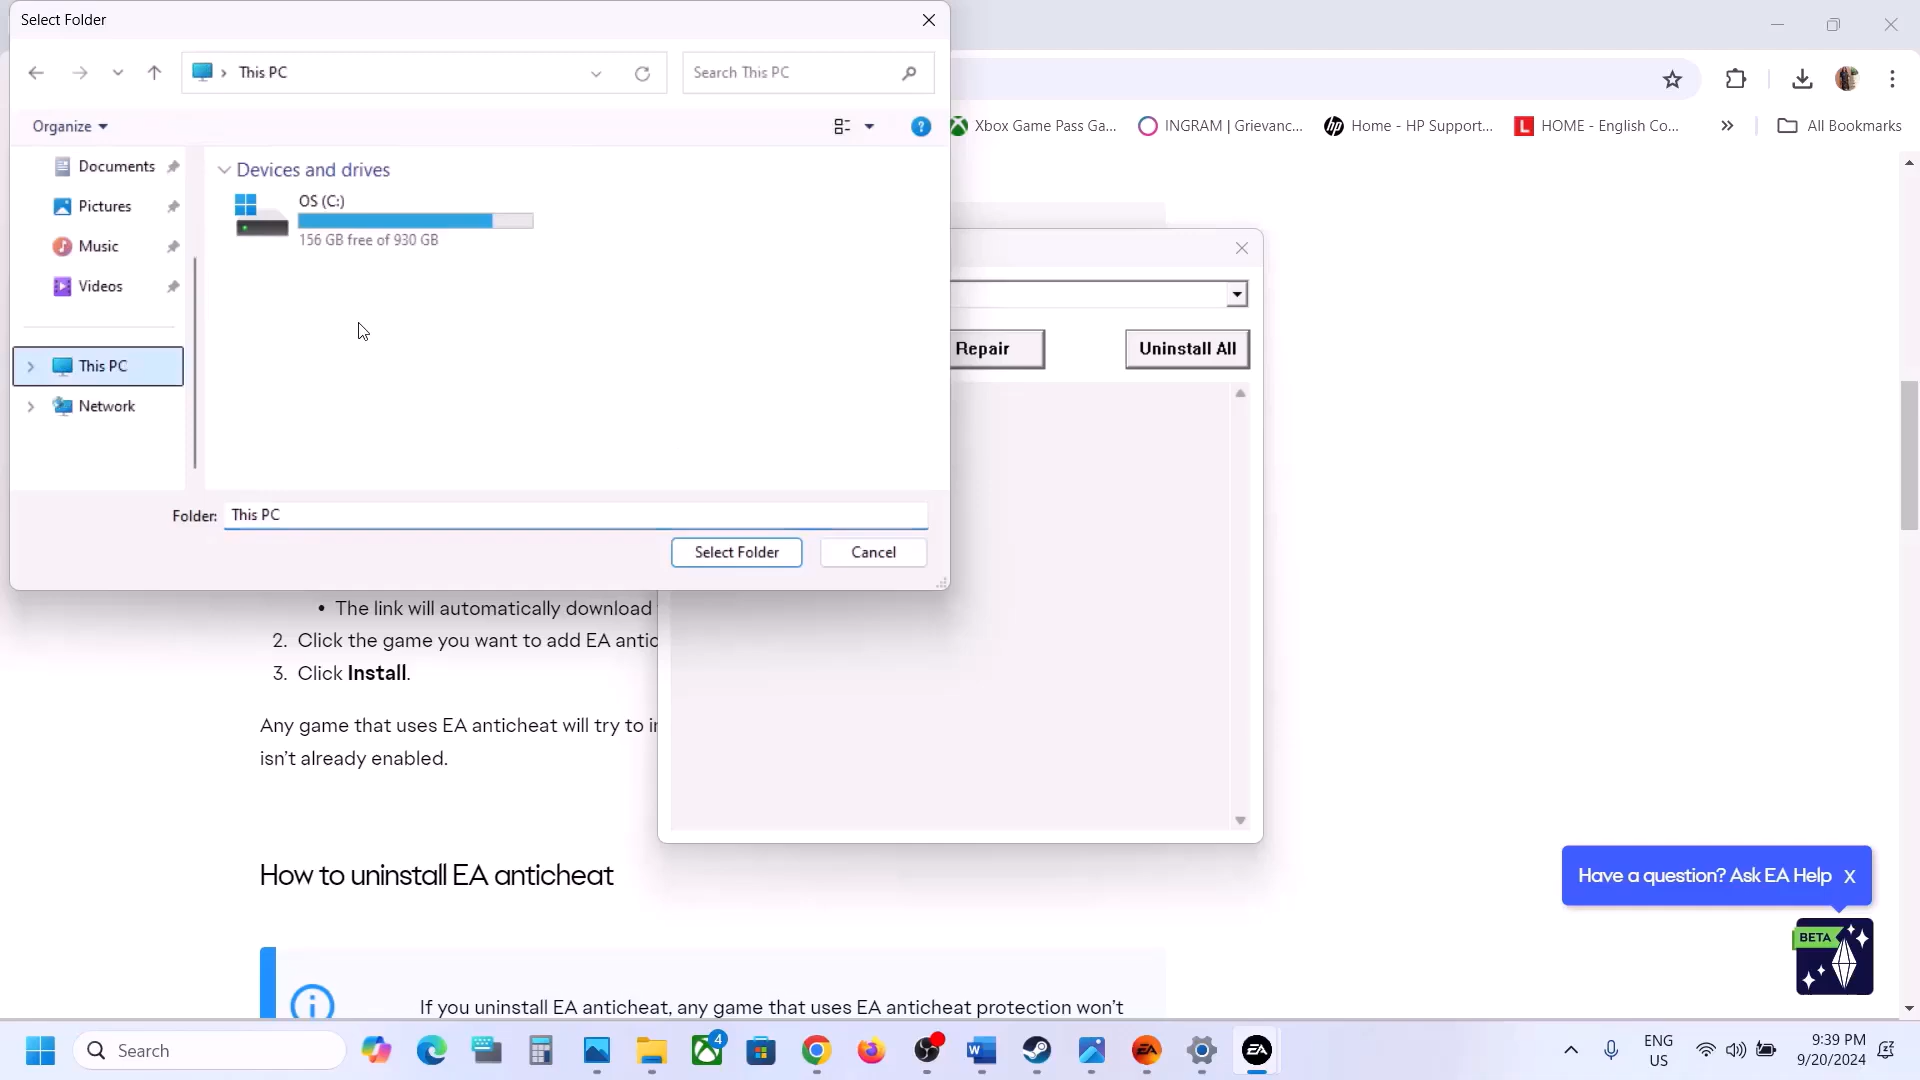 Select Folder
This PC
Search This PC
Organize
Documents
Pictures
Music
Videos
This PC
Network
Devices and drives
OS (C:)
156 GB free of 930 GB
Folder: This PC
Select Folder
Cancel
Xbox Game Pass Ga...
INGRAM | Grievanc...
hp Home - HP Support...
L HOME - English Co...
All Bookmarks
Repair
Uninstall All
• The link will automatically download
2. Click the game you want to add EA antic
3. Click Install.
Any game that uses EA anticheat will try to in
isn't already enabled.
How to uninstall EA anticheat
If you uninstall EA anticheat, any game that uses EA anticheat protection won't
Have a question? Ask EA Help X
BETA
Search
4
EA
EA
ENG
US
9:39 PM
9/20/2024